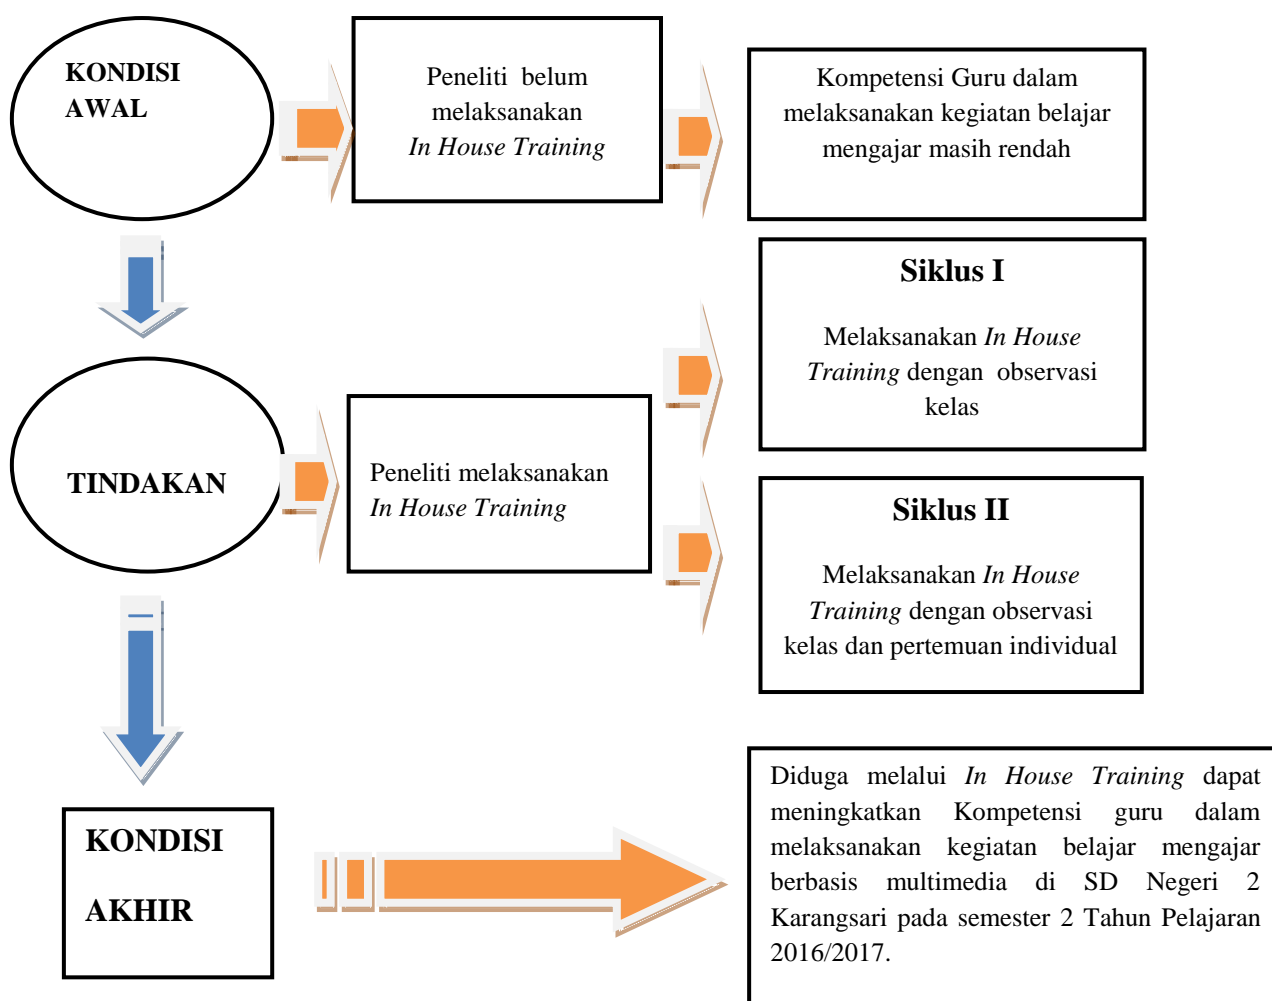 KONDISI
AWAL
Peneliti belum
melaksanakan
In House Training
Kompetensi Guru dalam
melaksanakan kegiatan belajar
mengajar masih rendah
TINDAKAN
Peneliti melaksanakan
In House Training
Siklus I
Melaksanakan In House
Training dengan observasi
kelas
Siklus II
Melaksanakan In House
Training dengan observasi
kelas dan pertemuan individual
KONDISI
AKHIR
Diduga melalui In House Training dapat
meningkatkan Kompetensi guru dalam
melaksanakan kegiatan belajar mengajar
berbasis multimedia di SD Negeri 2
Karangsari pada semester 2 Tahun Pelajaran
2016/2017.